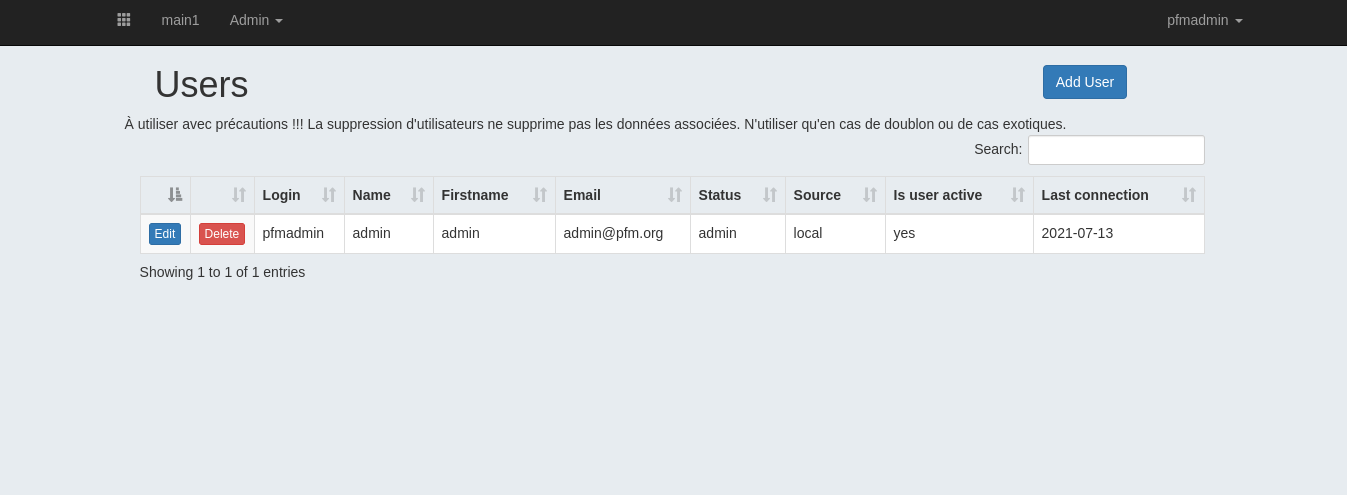 main1 Admin pfmadmin
Users Add User
À utiliser avec précautions !!! La suppression d'utilisateurs ne supprime pas les données associées. N'utiliser qu'en cas de doublon ou de cas exotiques.
Search:
Login Name Firstname Email Status Source Is user active Last connection
Edit Delete pfmadmin admin admin admin@pfm.org admin local yes 2021-07-13
Showing 1 to 1 of 1 entries